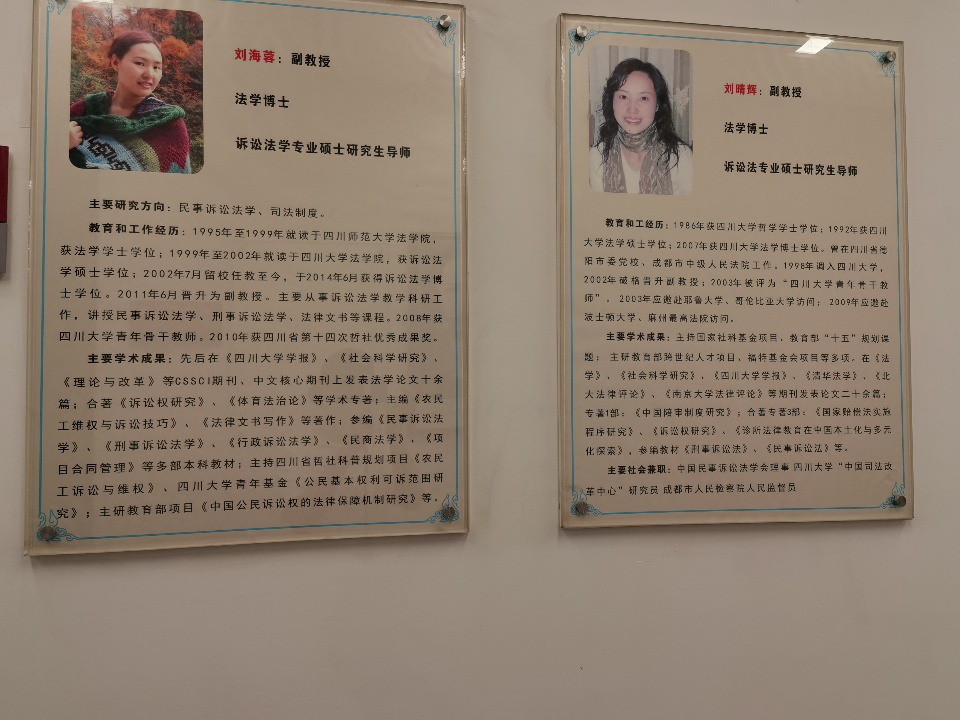 刘海蓉：副教授
法学博士
诉讼法学专业硕士研究生导师
主要研究方向：民事诉讼法学、司法制度。
教育和工作经历：1995年至1999年就读于四川师范大学法学院，
获法学学士学位；1999年至2002年就读于四川大学法学院，获诉讼法
学硕士学位；2002年7月留校任教至今，于2014年6月获得诉讼法学博
士学位。2011年6月晋升为副教授。主要从事诉讼法学教学科研工
作，讲授民事诉讼法学、刑事诉讼法学、法律文书等课程。2008年获
四川大学青年骨干教师。2010年获四川省第十四次哲社优秀成果奖。
主要学术成果：先后在《四川大学学报》、《社会科学研究》、
《理论与改革》等CSSCI期刊、中文核心期刊上发表法学论文十余
篇；合著《诉讼权研究》、《体育法治论》等学术专著；主编《农民
工维权与诉讼技巧》、《法律文书写作》等著作；参编《民事诉讼法
学》、《刑事诉讼法学》、《行政诉讼法学》、《民商法学》、《项
目合同管理》等多部本科教材；主持四川省哲社科普规划项目《农民
工诉讼与维权》、四川大学青年基金《公民基本权利可诉范围研
究》；主研教育部项目《中国公民诉讼权的法律保障机制研究》等。
刘晴辉：副教授
法学博士
诉讼法专业硕士研究生导师
教育和工经历：1986年获四川大学哲学学士学位；1992年获四川
大学法学硕士学位；2007年获四川大学法学博士学位。曾在四川省德
阳市委党校、成都市中级人民法院工作。1998年调入四川大学，
2002年破格晋升副教授；2003年被评为“四川大学青年骨干教
师”。2003年应邀赴耶鲁大学、哥伦比亚大学访问；2009年应邀赴
波士顿大学、麻州最高法院访问。
主要学术成果：主持国家社科基金项目、教育部“十五”规划课
题；主研教育部跨世纪人才项目、福特基金会项目等多项。在《法
学》、《社会科学研究》、《四川大学学报》、《清华法学》、《北
大法律评论》、《南京大学法律评论》等期刊发表论文二十余篇；
专著1部：《中国陪审制度研究》；合著专著3部：《国家赔偿法实施
程序研究》、《诉讼权研究》、《诊所法律教育在中国本土化与多元
化探索》，参编教材《刑事诉讼法》、《民事诉讼法》等。
主要社会兼职：中国民事诉讼法学会理事 四川大学“中国司法改
革中心”研究员 成都市人民检察院人民监督员